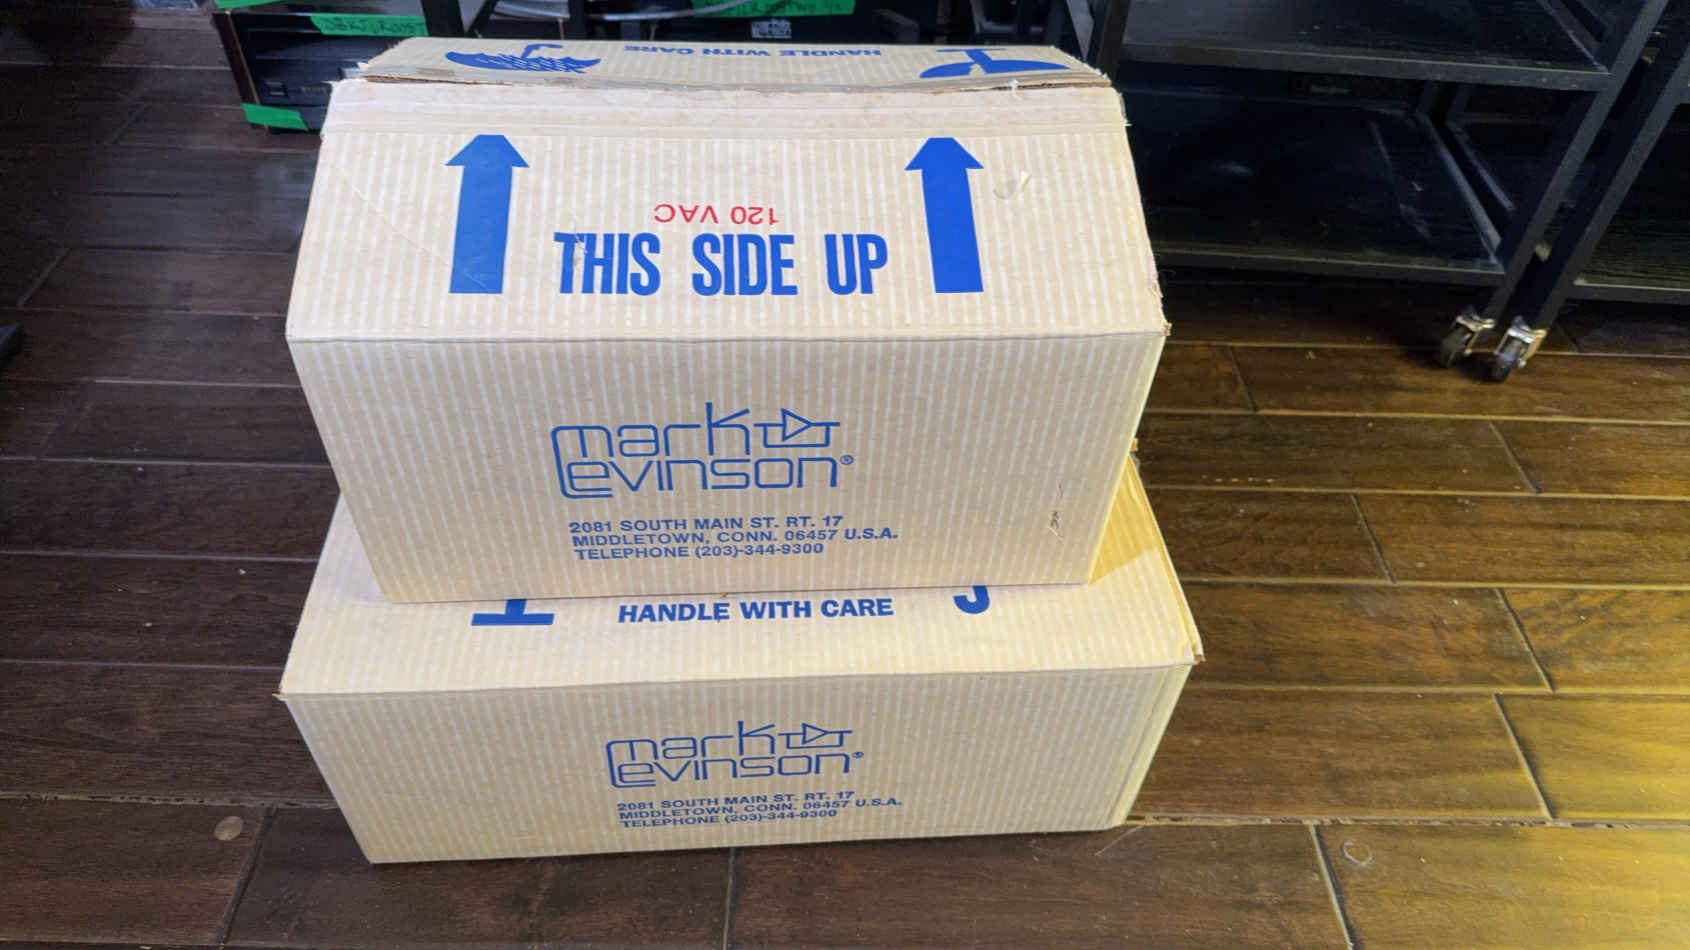 mark
levinson
HANDLE WITH CARE
120 VAC
THIS SIDE UP
mark
levinson®
2081 SOUTH MAIN ST. RT. 17
MIDDLETOWN, CONN. 06457 U.S.A.
TELEPHONE (203)-344-9300
HANDLE WITH CARE
mark
levinson®
2081 SOUTH MAIN ST. RT. 17
MIDDLETOWN, CONN. 06457 U.S.A.
TELEPHONE (203)-344-9300